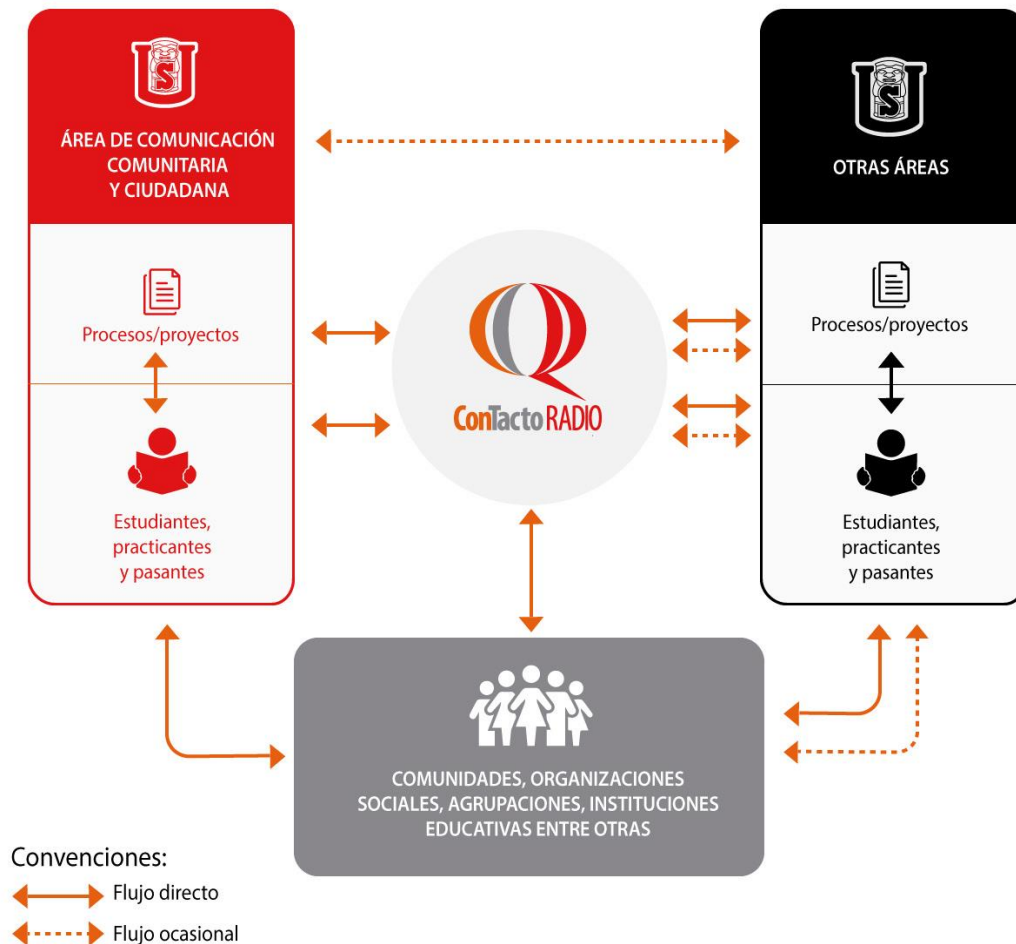 ÁREA DE COMUNICACIÓN
COMUNITARIA
Y CIUDADANA
Procesos/proyectos
Estudiantes,
practicantes
y pasantes
ConTacto RADIO
OTRAS ÁREAS
Procesos/proyectos
Estudiantes,
practicantes
y pasantes
COMUNIDADES, ORGANIZACIONES
SOCIALES, AGRUPACIONES, INSTITUCIONES
EDUCATIVAS ENTRE OTRAS
Convenciones:
Flujo directo
Flujo ocasional